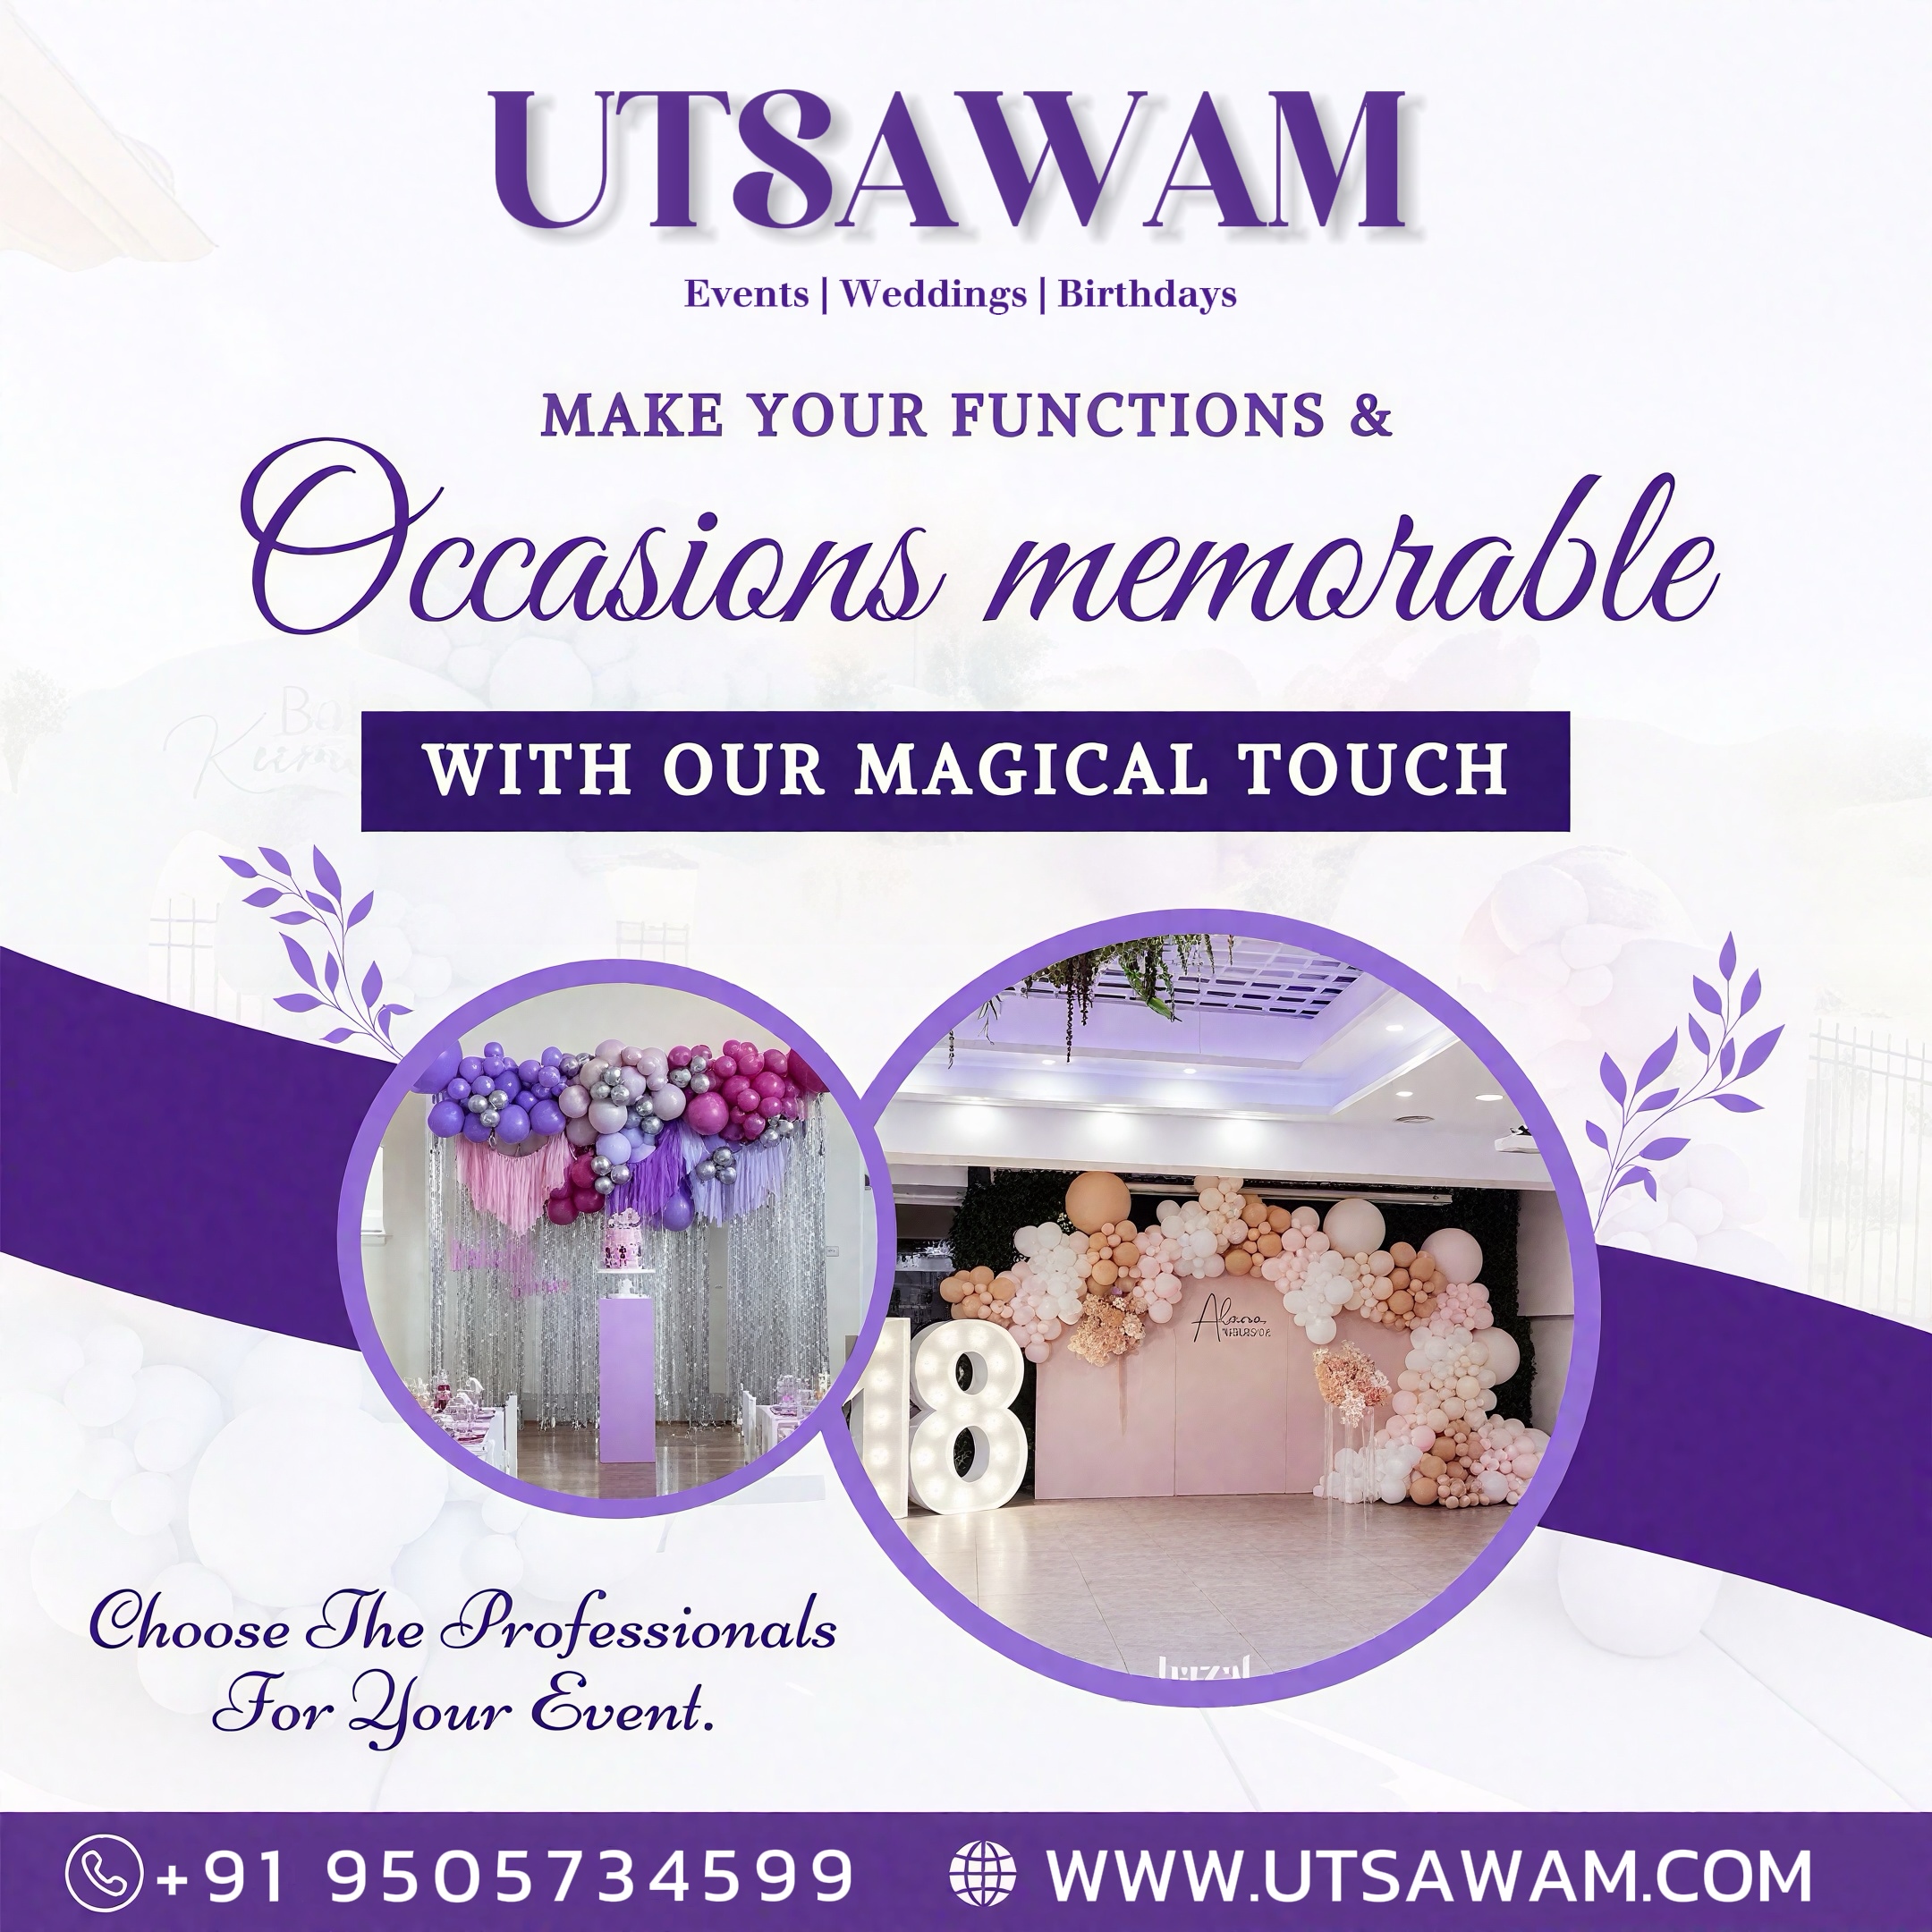 UTSAWAM
Events | Weddings | Birthdays
MAKE YOUR FUNCTIONS &
Occasions memorable
WITH OUR MAGICAL TOUCH
18
Choose The Professionals
For Your Event.
+91 9505734599
WWW.UTSAWAM.COM